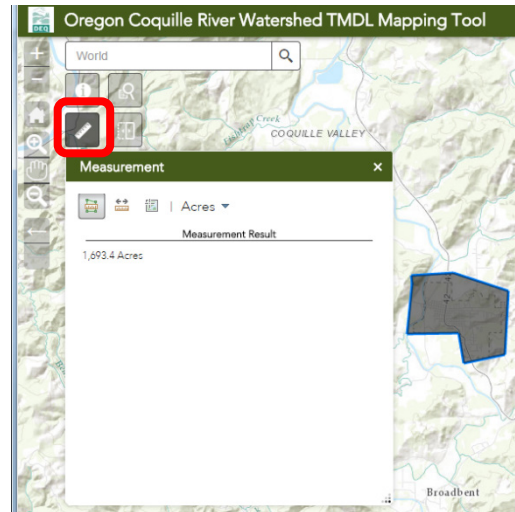 DEQ
Oregon Coquille River Watershed TMDL Mapping Tool
World
Creek
COQUILLE VALLEY
Measurement
Acres
Measurement Result
1,693.4 Acres
Broadbent